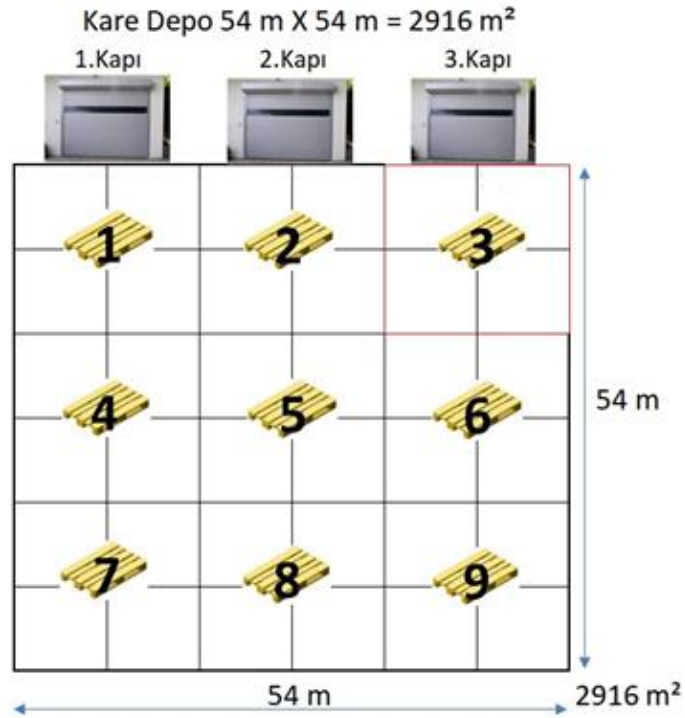 Kare Depo 54 m X 54 m = 2916 m²
1.Kapı 2.Kapı 3.Kapı
1 2 3
4 5 6
54 m
7 8 9
54 m 2916 m²